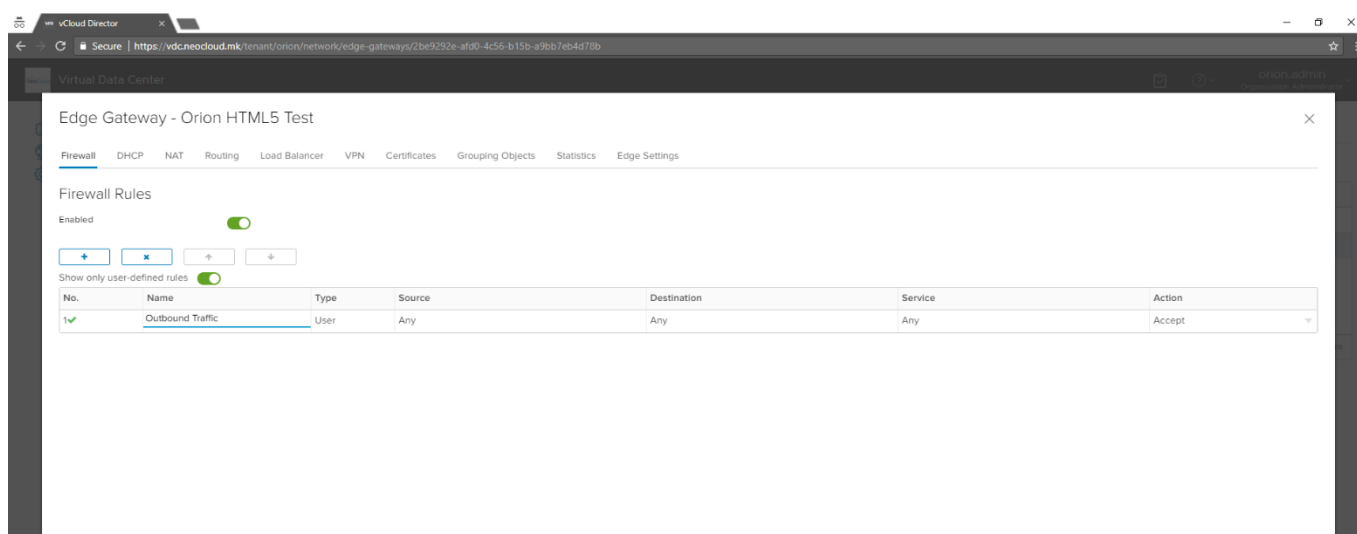 vCloud Director
Secure | https://vdc.neocloud.mk/tenant/orion/network/edge-gateways/2be9292e-afd0-4c56-b15b-a9bb7eb4d78b
Virtual Data Center
orion.admin
Organization Administrator
Edge Gateway - Orion HTML5 Test
Firewall DHCP NAT Routing Load Balancer VPN Certificates Grouping Objects Statistics Edge Settings
Firewall Rules
Enabled
Show only user-defined rules
No. Name Type Source Destination Service Action
1 Outbound Traffic User Any Any Any Accept